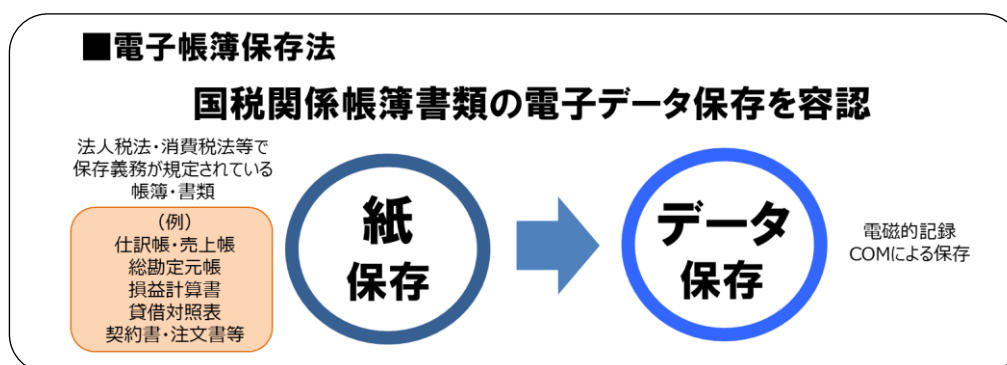 ■電子帳簿保存法
国税関係帳簿書類の電子データ保存を容認
法人税法・消費税法等で
保存義務が規定されている
帳簿・書類
(例)
仕訳帳・売上帳
総勘定元帳
損益計算書
貸借対照表
契約書・注文書等
紙
保存
データ
保存
電磁的記録
COMによる保存